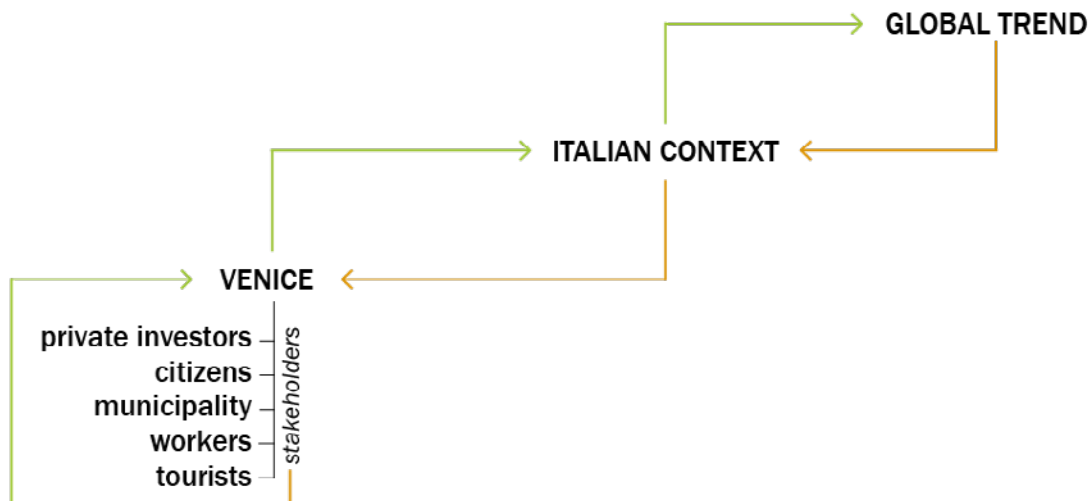 GLOBAL TREND
ITALIAN CONTEXT
VENICE
private investors
citizens
municipality
workers
tourists
stakeholders